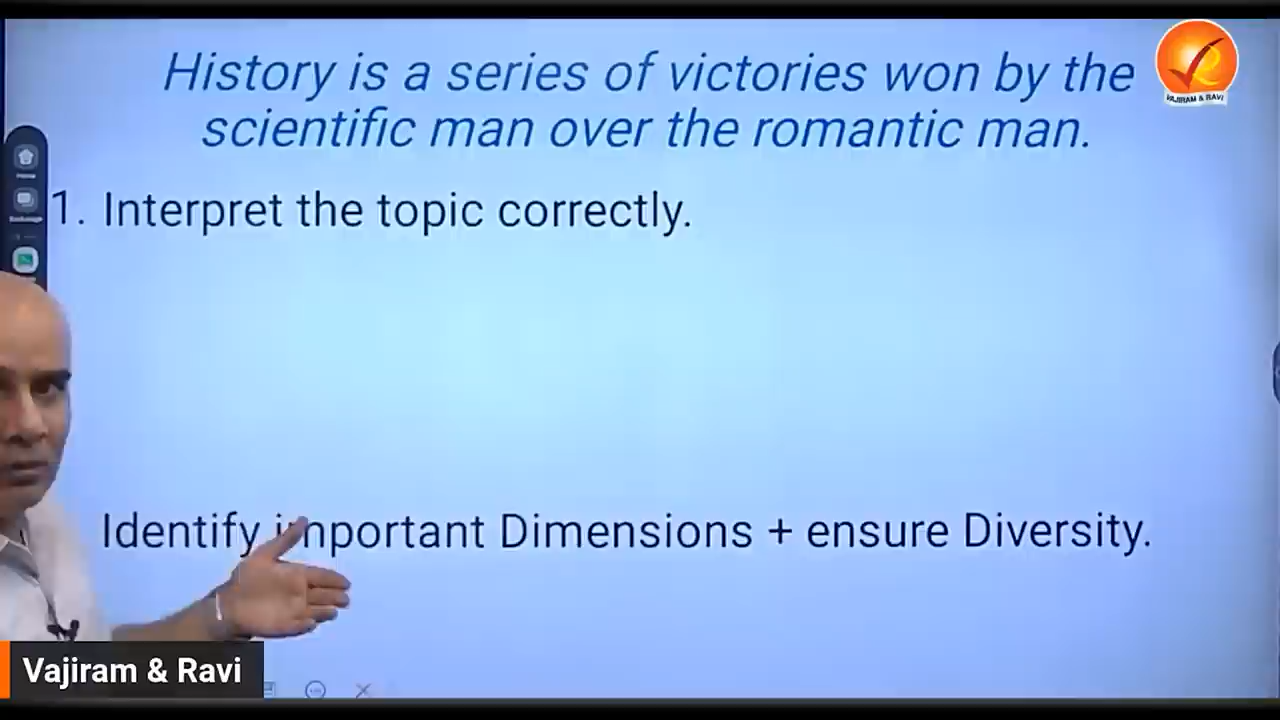 History is a series of victories won by the
scientific man over the romantic man.
VAJIRAM & RAVI
1. Interpret the topic correctly.
Identify important Dimensions + ensure Diversity.
Vajiram & Ravi